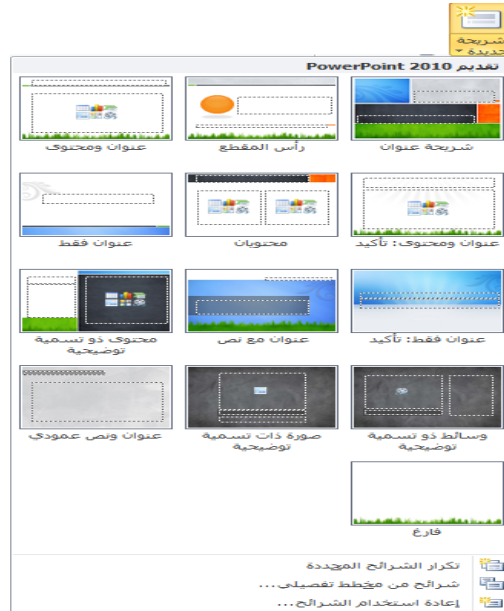 شريحة
جديدة
تقديم PowerPoint 2010
شريحة عنوان
رأس المقطع
عنوان ومحتوى
عنوان ومحتوى: تأكيد
محتويان
عنوان فقط
عنوان فقط: تأكيد
عنوان مع نص
محتوى ذو تسمية
توضيحية
وسائط ذو تسمية
توضيحية
صورة ذات تسمية
توضيحية
عنوان ونص عمودي
فارغ
تكرار الشرائح المحددة
شرائح من مخطط تفصيلي...
إعادة استخدام الشرائح...